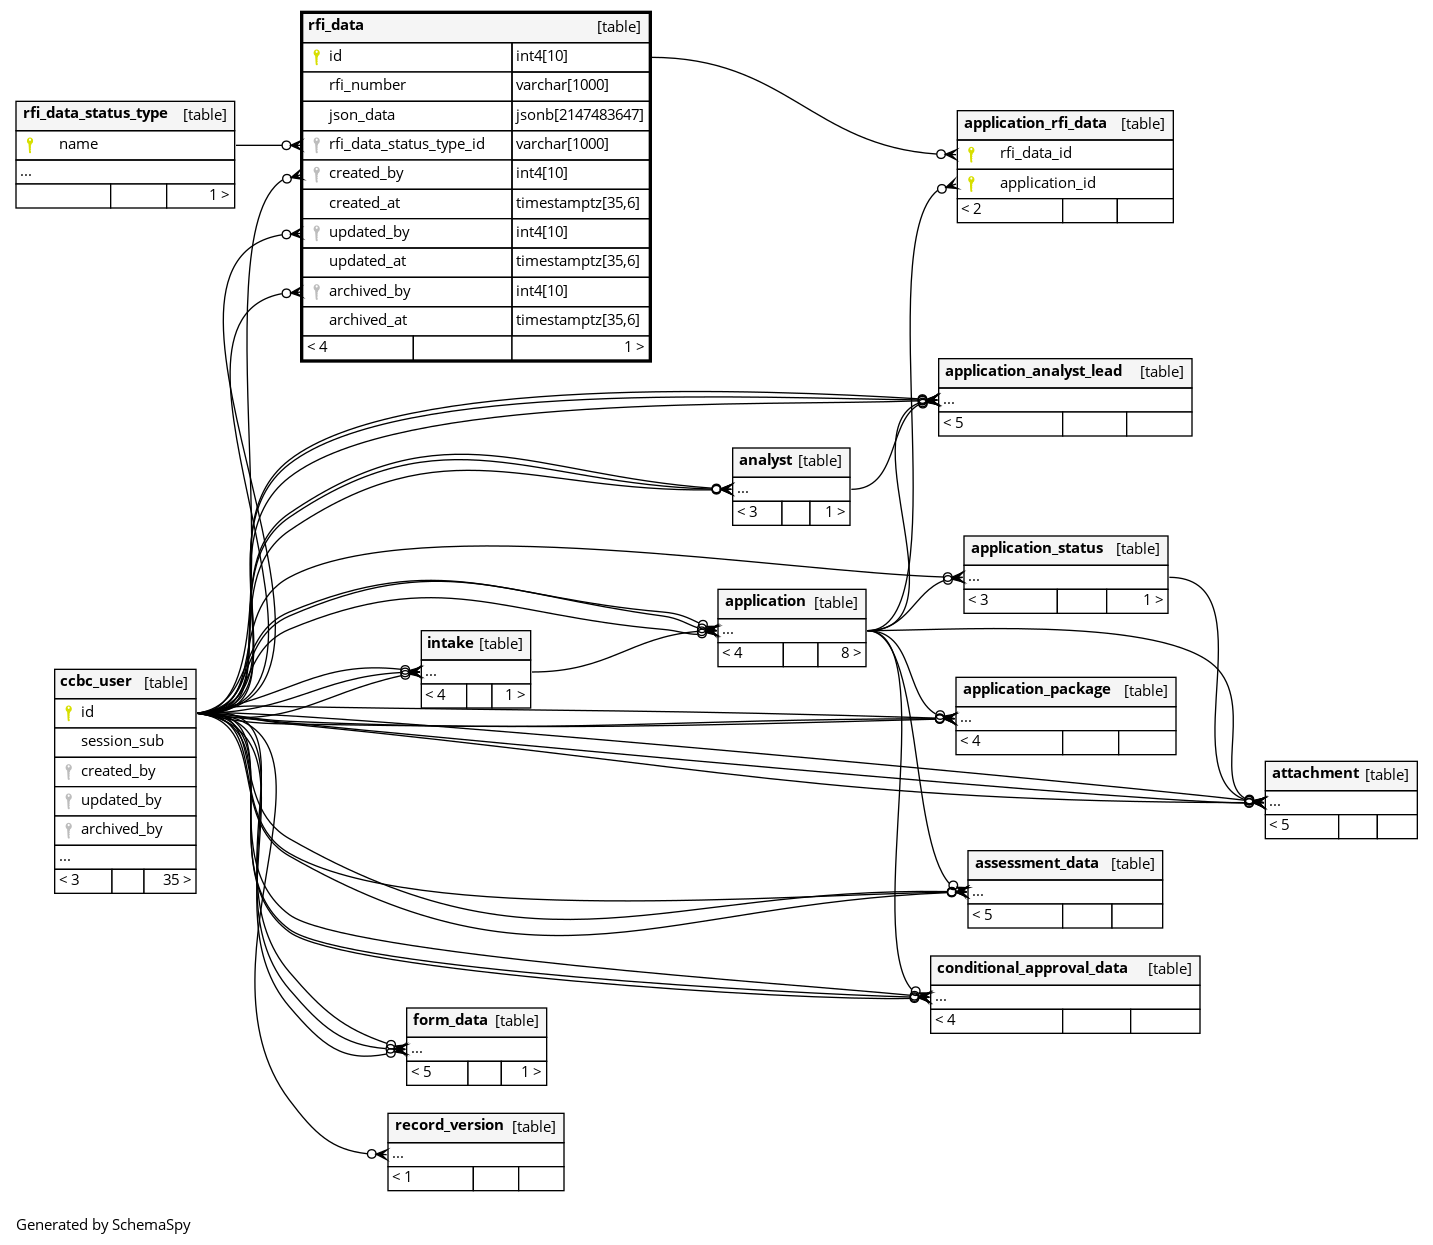 rfi_data [table]
id int4[10]
rfi_number varchar[1000]
json_data jsonb[2147483647]
rfi_data_status_type_id varchar[1000]
created_by int4[10]
created_at timestamptz[35,6]
updated_by int4[10]
updated_at timestamptz[35,6]
archived_by int4[10]
archived_at timestamptz[35,6]
< 4 1 >
rfi_data_status_type [table]
name
...
1 >
application_rfi_data [table]
rfi_data_id
application_id
< 2
application_analyst_lead [table]
...
< 5
analyst [table]
...
< 3 1 >
application_status [table]
...
< 3 1 >
application [table]
...
< 4 8 >
intake [table]
...
< 4 1 >
ccbc_user [table]
id
session_sub
created_by
updated_by
archived_by
...
< 3 35 >
application_package [table]
...
< 4
attachment [table]
...
< 5
assessment_data [table]
...
< 5
conditional_approval_data [table]
...
< 4
form_data [table]
...
< 5 1 >
record_version [table]
...
< 1
Generated by SchemaSpy